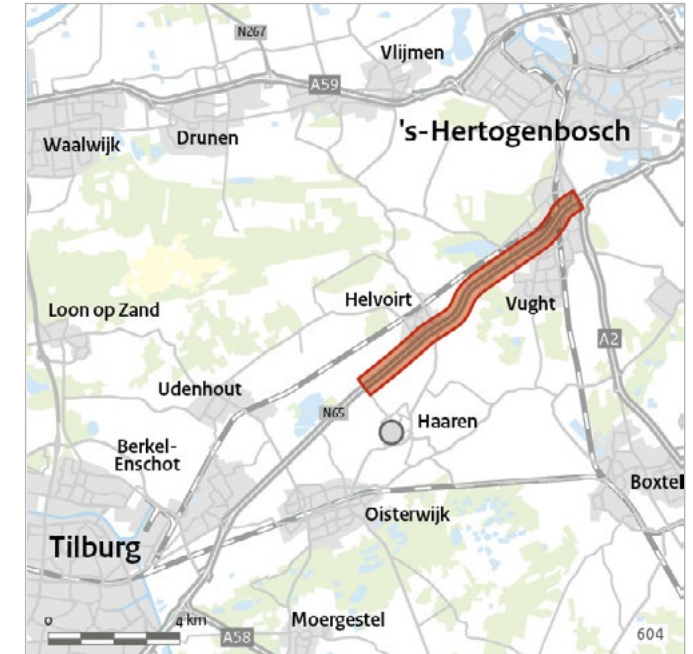 N267
Vlijmen
A59
's-Hertogenbosch
Waalwijk
Drunen
Helvoirt
Loon op Zand
Vught
A2
Udenhout
N65
Haaren
Berkel-
Enschot
Boxtel
Oisterwijk
Tilburg
Moergestel
0
4 km
A58
604